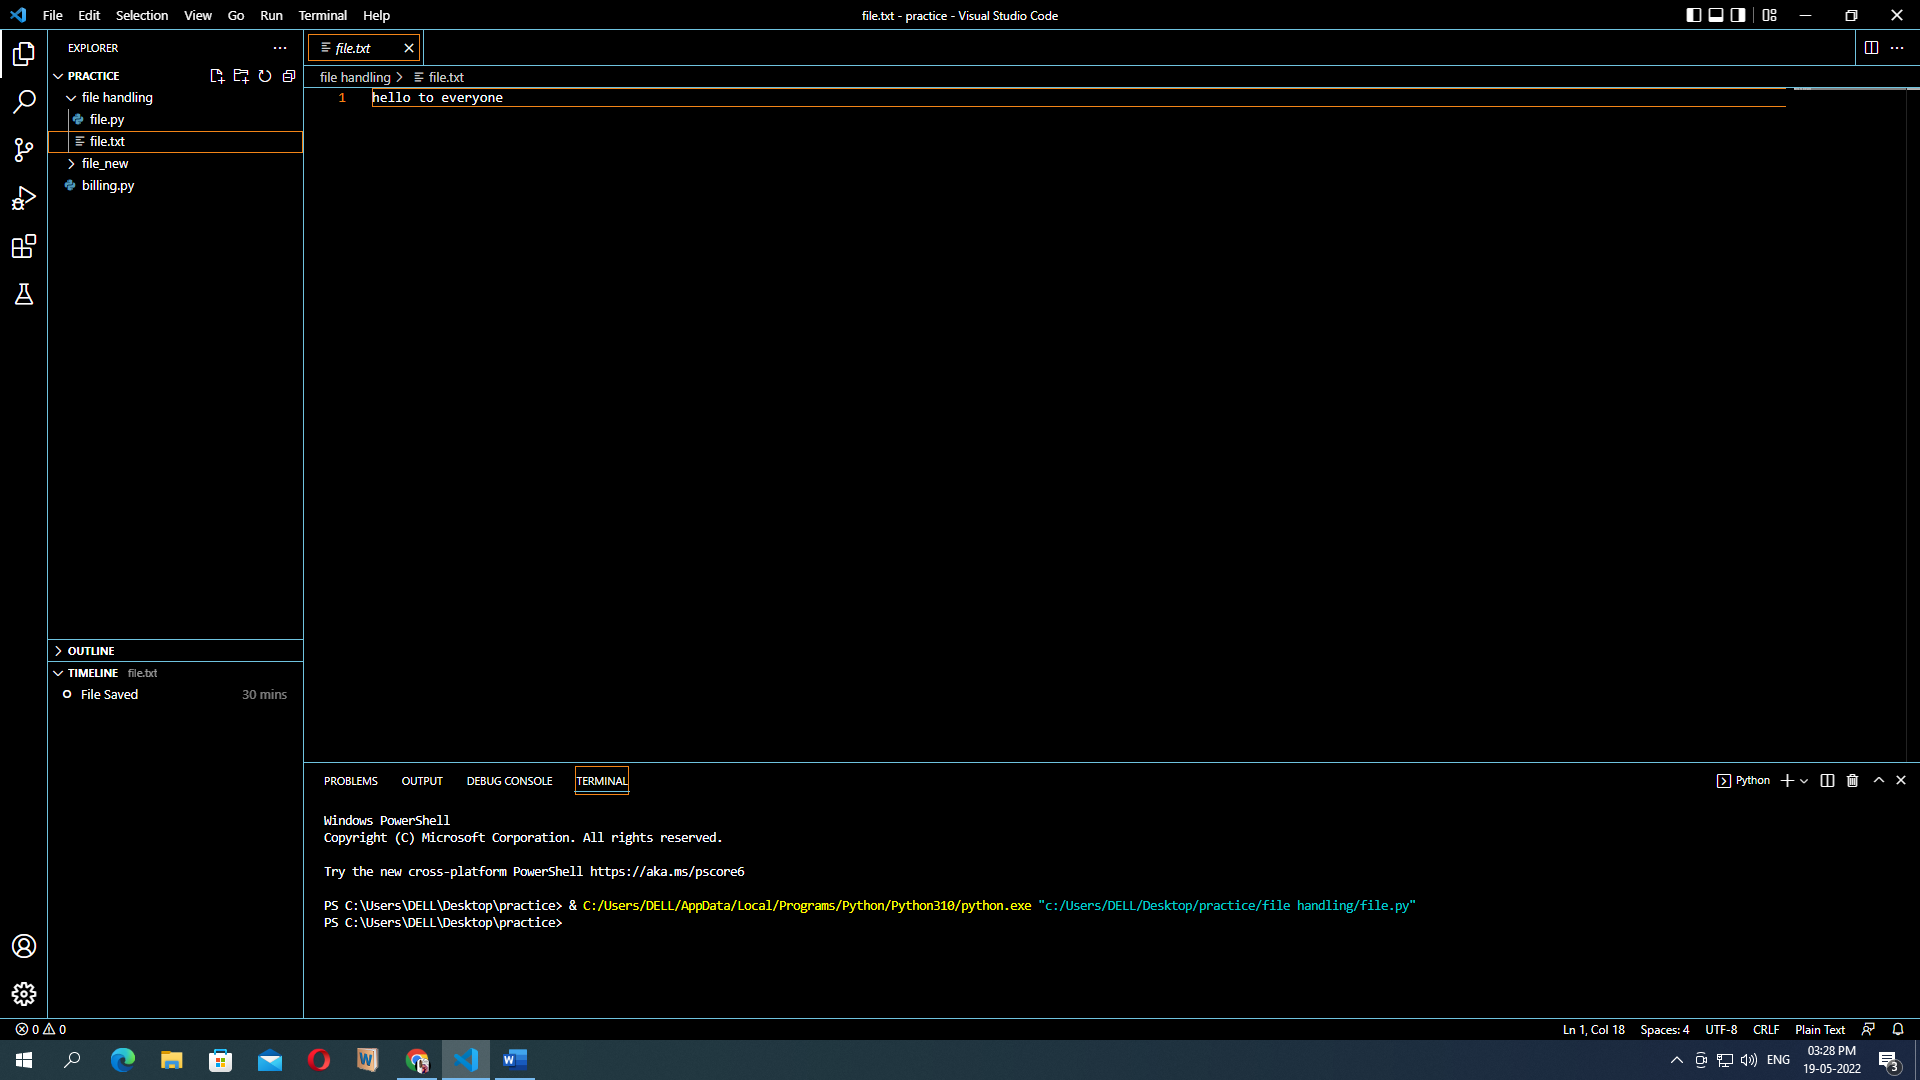 File Edit Selection View Go Run Terminal Help
file.txt - practice - Visual Studio Code
EXPLORER
PRACTICE
file handling
file.py
file.txt
file_new
billing.py
OUTLINE
TIMELINE file.txt
File Saved 30 mins
file.txt
file handling > file.txt
1 hello to everyone
PROBLEMS OUTPUT DEBUG CONSOLE TERMINAL
Python
Windows PowerShell
Copyright (C) Microsoft Corporation. All rights reserved.
Try the new cross-platform PowerShell https://aka.ms/pscore6
PS C:\Users\DELL\Desktop\practice> & C:/Users/DELL/AppData/Local/Programs/Python/Python310/python.exe "c:/Users/DELL/Desktop/practice/file handling/file.py"
PS C:\Users\DELL\Desktop\practice>
0 0
Ln 1, Col 18 Spaces: 4 UTF-8 CRLF Plain Text
W
W
ENG
03:28 PM
19-05-2022
3